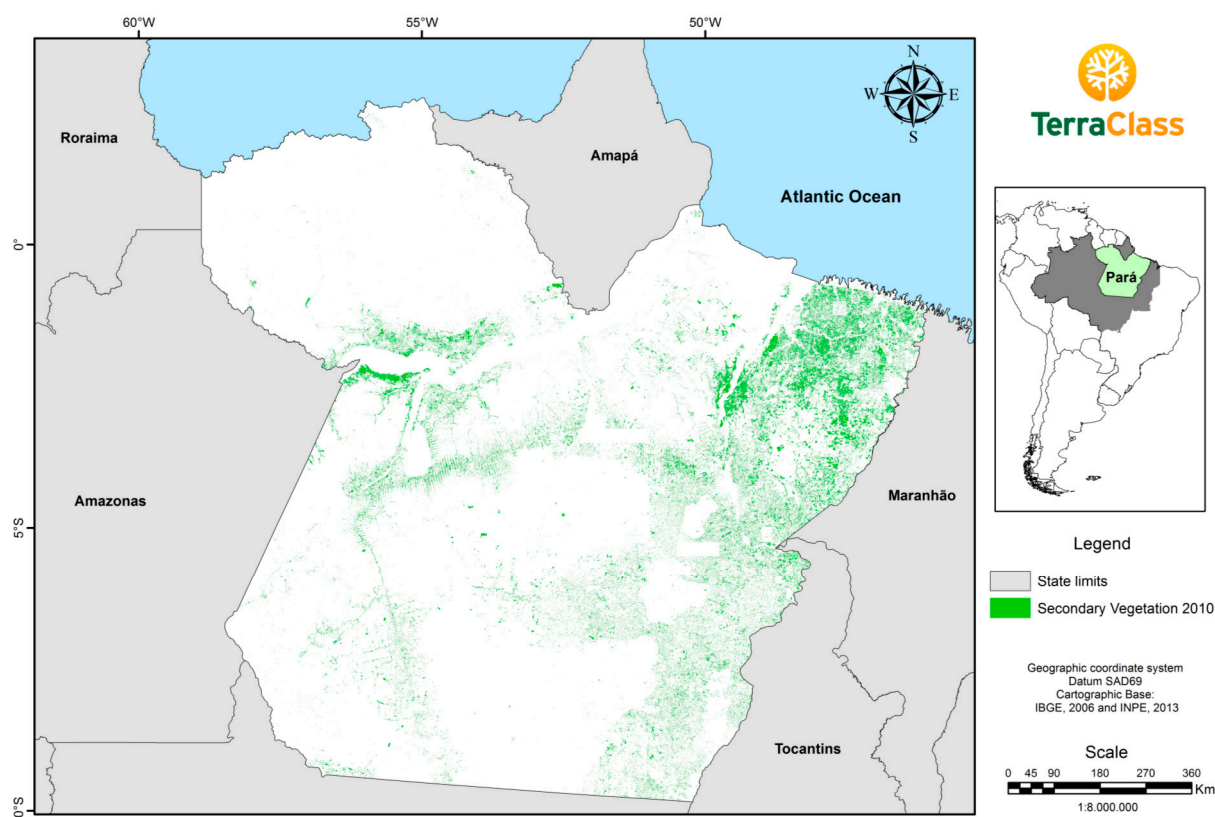 60°W 55°W 50°W
N
W E
S
Roraima
Amapá
Atlantic Ocean
TerraClass
0°
Pará
Amazonas
Maranhão
5°S
Tocantins
0°S
Legend
State limits
Secondary Vegetation 2010
Geographic coordinate system
Datum SAD69
Cartographic Base:
IBGE, 2006 and INPE, 2013
Scale
0 45 90 180 270 360
Km
1:8.000.000